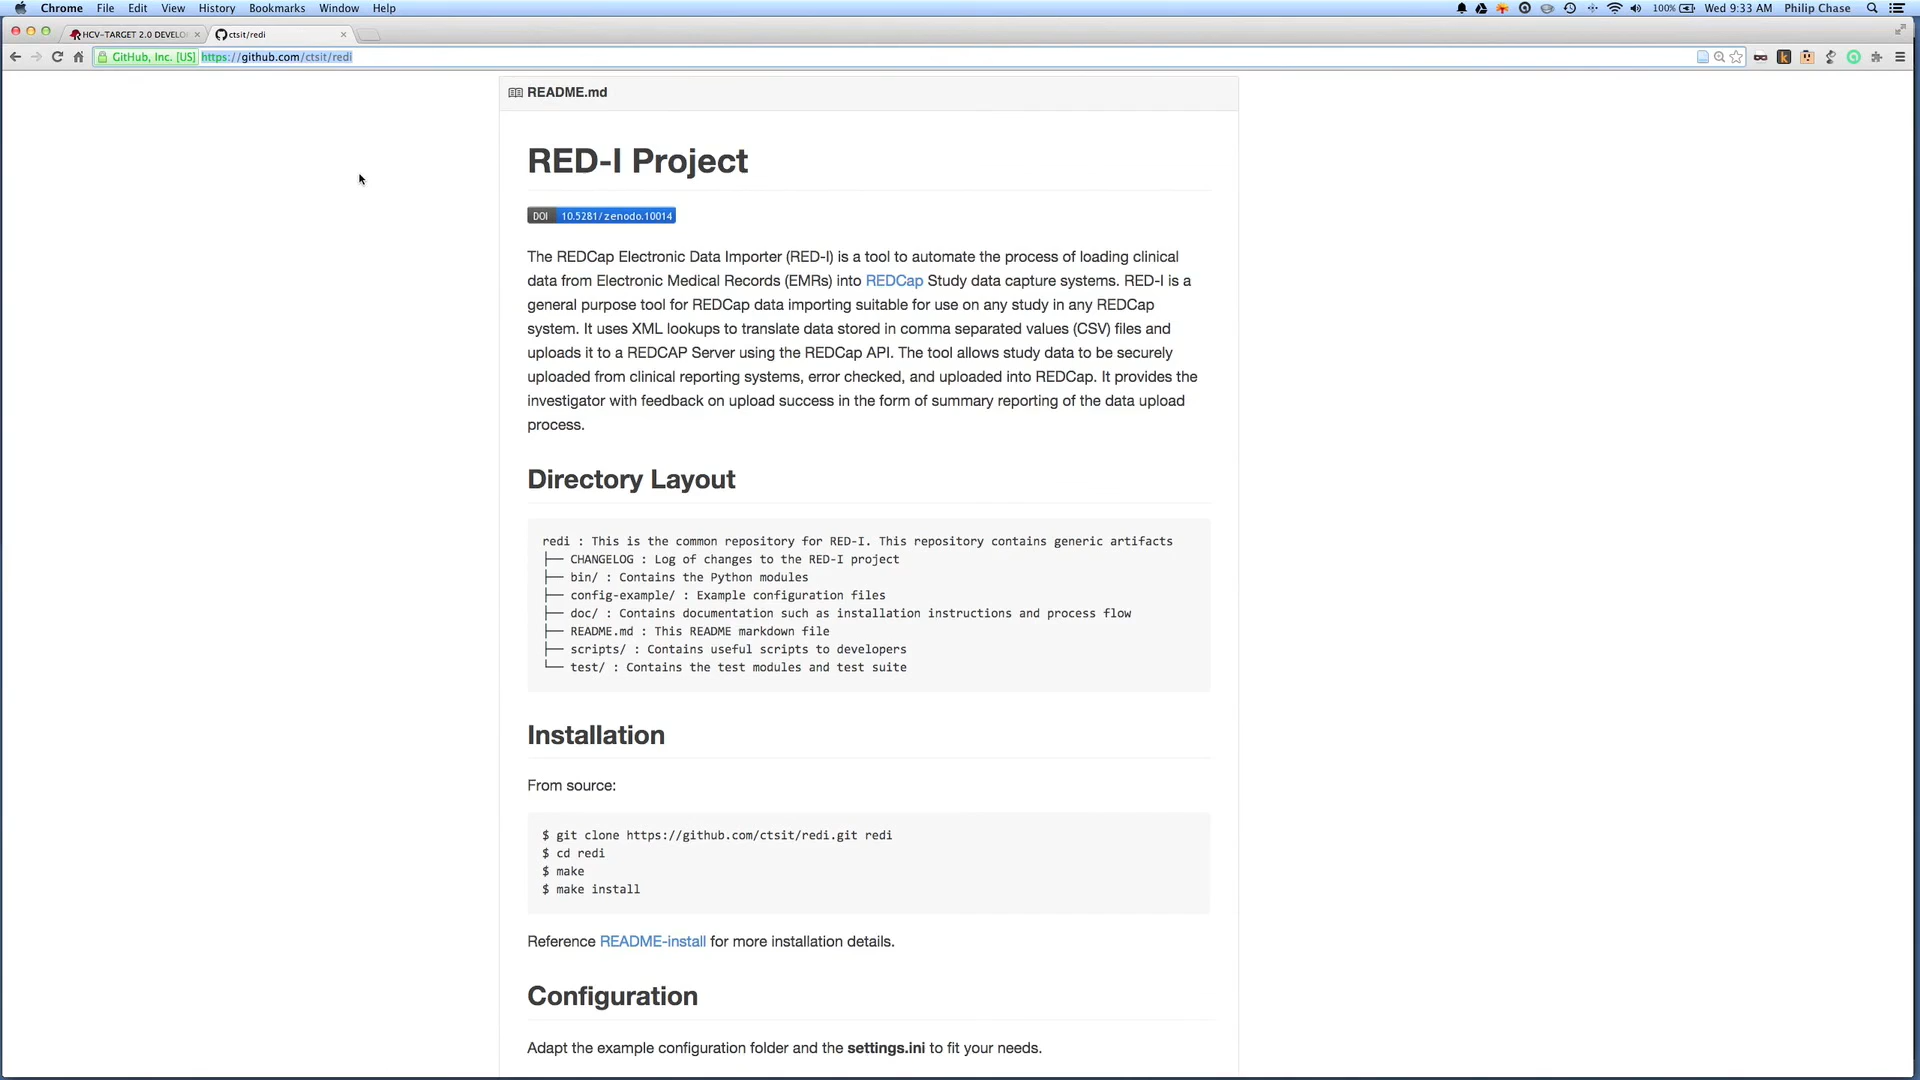 Chrome File Edit View History Bookmarks Window Help 100% Wed 9:33 AM Philip Chase
HCV-TARGET 2.0 DEVELO ctsit/redi
GitHub, Inc. [US] https://github.com/ctsit/redi
README.md
RED-I Project
DOI 10.5281/zenodo.10014
The REDCap Electronic Data Importer (RED-I) is a tool to automate the process of loading clinical
data from Electronic Medical Records (EMRs) into REDCap Study data capture systems. RED-I is a
general purpose tool for REDCap data importing suitable for use on any study in any REDCap
system. It uses XML lookups to translate data stored in comma separated values (CSV) files and
uploads it to a REDCAP Server using the REDCap API. The tool allows study data to be securely
uploaded from clinical reporting systems, error checked, and uploaded into REDCap. It provides the
investigator with feedback on upload success in the form of summary reporting of the data upload
process.
Directory Layout
redi : This is the common repository for RED-I. This repository contains generic artifacts
├── CHANGELOG : Log of changes to the RED-I project
├── bin/ : Contains the Python modules
├── config-example/ : Example configuration files
├── doc/ : Contains documentation such as installation instructions and process flow
├── README.md : This README markdown file
├── scripts/ : Contains useful scripts to developers
└── test/ : Contains the test modules and test suite
Installation
From source:
$ git clone https://github.com/ctsit/redi.git redi
$ cd redi
$ make
$ make install
Reference README-install for more installation details.
Configuration
Adapt the example configuration folder and the settings.ini to fit your needs.